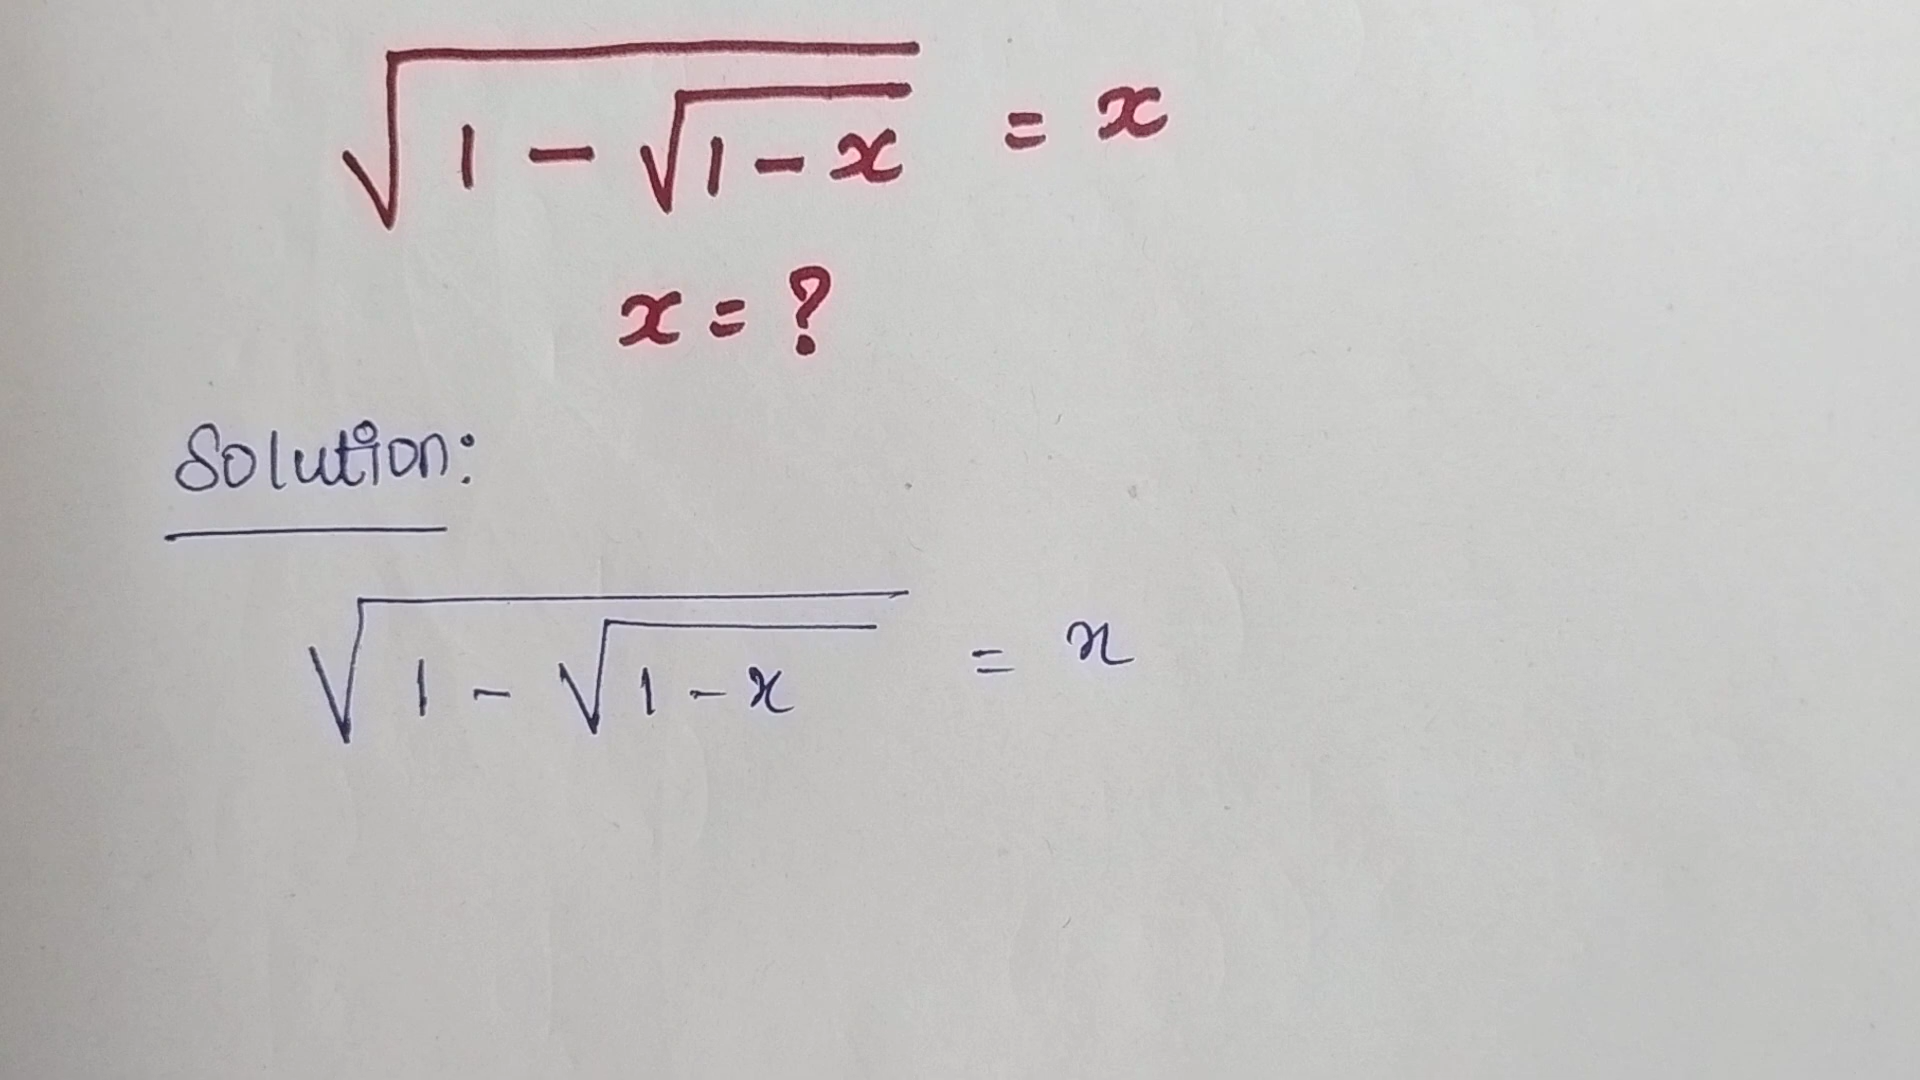 √(1 - √(1 - x)) = x
x = ?
Solution:
√(1 - √(1 - x)) = x